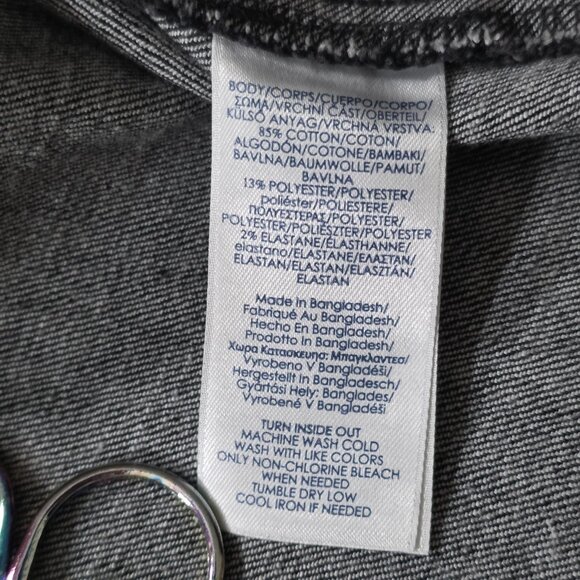 BODY/CORPS/CUERPO/CORPO/
ΣΩΜΑ/VRCHNÍ ČÁST/OBERTEIL/
KÜLSŐ ANYAG/VRCHNÁ VRSTVA:
85% COTTON/COTON/
ALGODÓN/COTONE/BAMBAKI/
BAVLNA/BAUMWOLLE/PAMUT/
BAVLNA
13% POLYESTER/POLYESTER/
poliéster/POLIESTERE/
ΠΟΛΥΕΣΤΕΡΑΣ/POLYESTER/
POLYESTER/POLIÉSZTER/POLYESTER
2% ELASTANE/ÉLASTHANNE/
elastano/ELASTANE/ΕΛΑΣΤΑΝ/
ELASTAN/ELASTAN/ELASZTÁN/
ELASTAN
Made In Bangladesh/
Fabriqué Au Bangladesh/
Hecho En Bangladesh/
Prodotto In Bangladesh/
Χωρα Κατασκευησ: Μπαγκλαντεσ/
Vyrobeno V Bangladéši/
Hergestellt In Bangladesch/
Gyártási Hely: Banglades/
Vyrobené V Bangladéši
TURN INSIDE OUT
MACHINE WASH COLD
WASH WITH LIKE COLORS
ONLY NON-CHLORINE BLEACH
WHEN NEEDED
TUMBLE DRY LOW
COOL IRON IF NEEDED